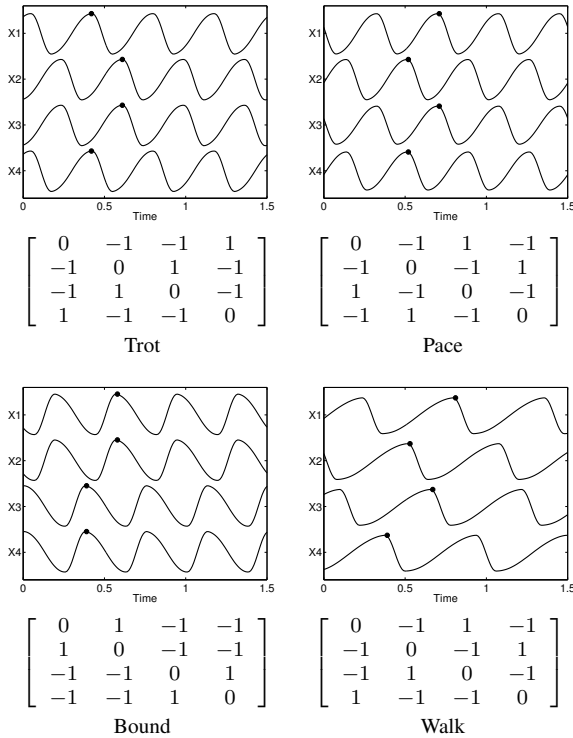 X1
X2
X3
X4
0 0.5 1 1.5
Time
X1
X2
X3
X4
0 0.5 1 1.5
Time
0 −1 −1 1
−1 0 1 −1
−1 1 0 −1
1 −1 −1 0
Trot
0 −1 1 −1
−1 0 −1 1
1 −1 0 −1
−1 1 −1 0
Pace
X1
X2
X3
X4
0 0.5 1 1.5
Time
X1
X2
X3
X4
0 0.5 1 1.5
Time
0 1 −1 −1
1 0 −1 −1
−1 −1 0 1
−1 −1 1 0
Bound
0 −1 1 −1
−1 0 −1 1
−1 1 0 −1
1 −1 −1 0
Walk